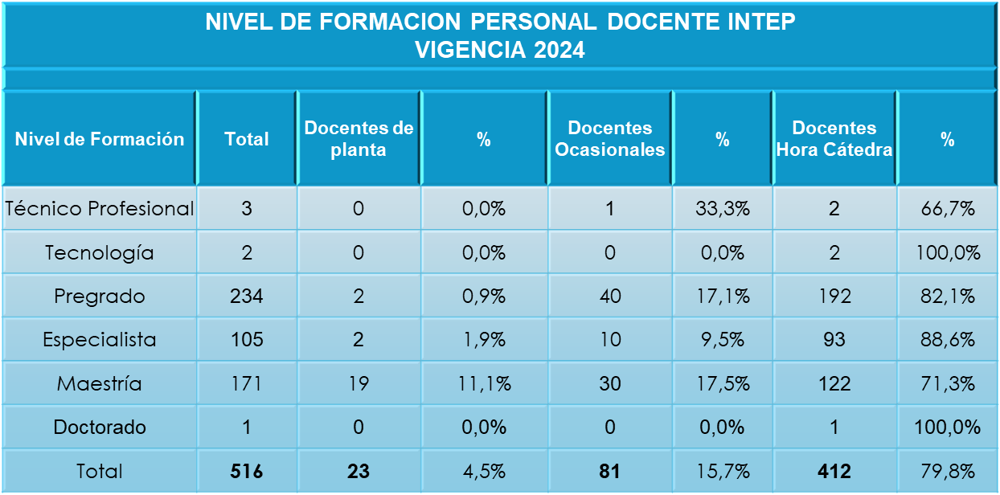 NIVEL DE FORMACION PERSONAL DOCENTE INTEP
VIGENCIA 2024
Nivel de Formación Total Docentes de planta % Docentes Ocasionales % Docentes Hora Cátedra %
Técnico Profesional 3 0 0,0% 1 33,3% 2 66,7%
Tecnología 2 0 0,0% 0 0,0% 2 100,0%
Pregrado 234 2 0,9% 40 17,1% 192 82,1%
Especialista 105 2 1,9% 10 9,5% 93 88,6%
Maestría 171 19 11,1% 30 17,5% 122 71,3%
Doctorado 1 0 0,0% 0 0,0% 1 100,0%
Total 516 23 4,5% 81 15,7% 412 79,8%